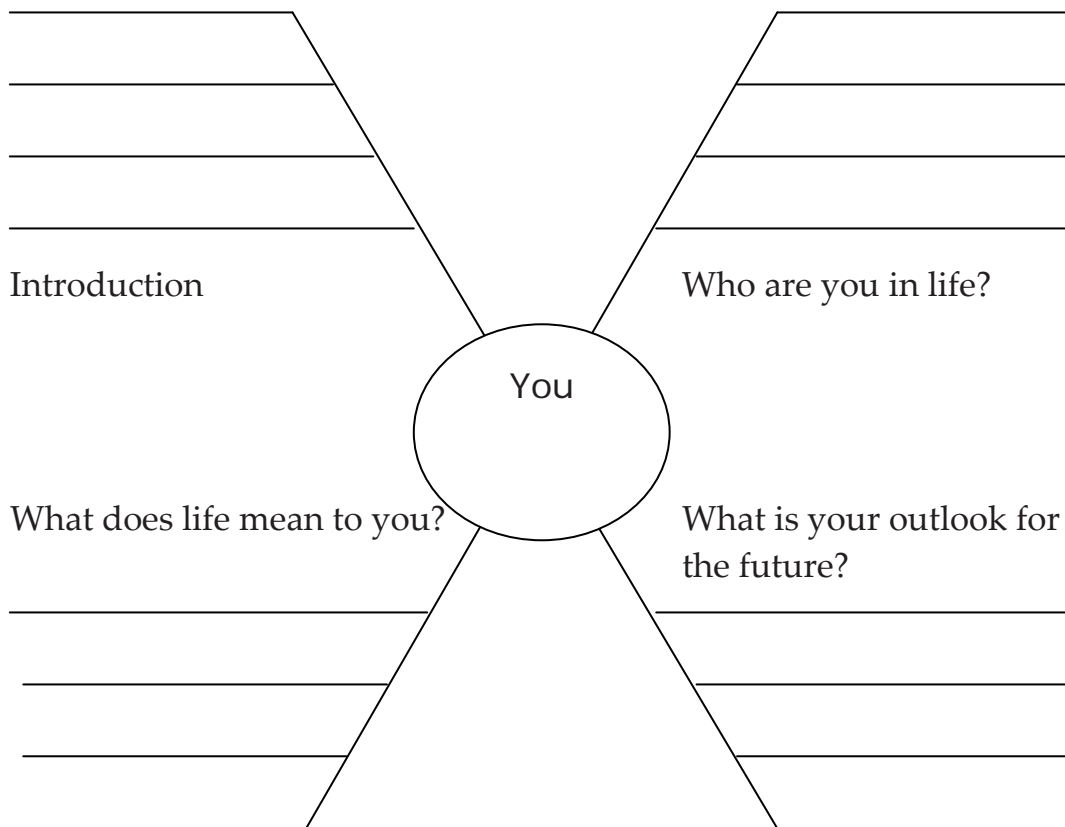 Introduction
Who are you in life?
You
What does life mean to you?
What is your outlook for
the future?